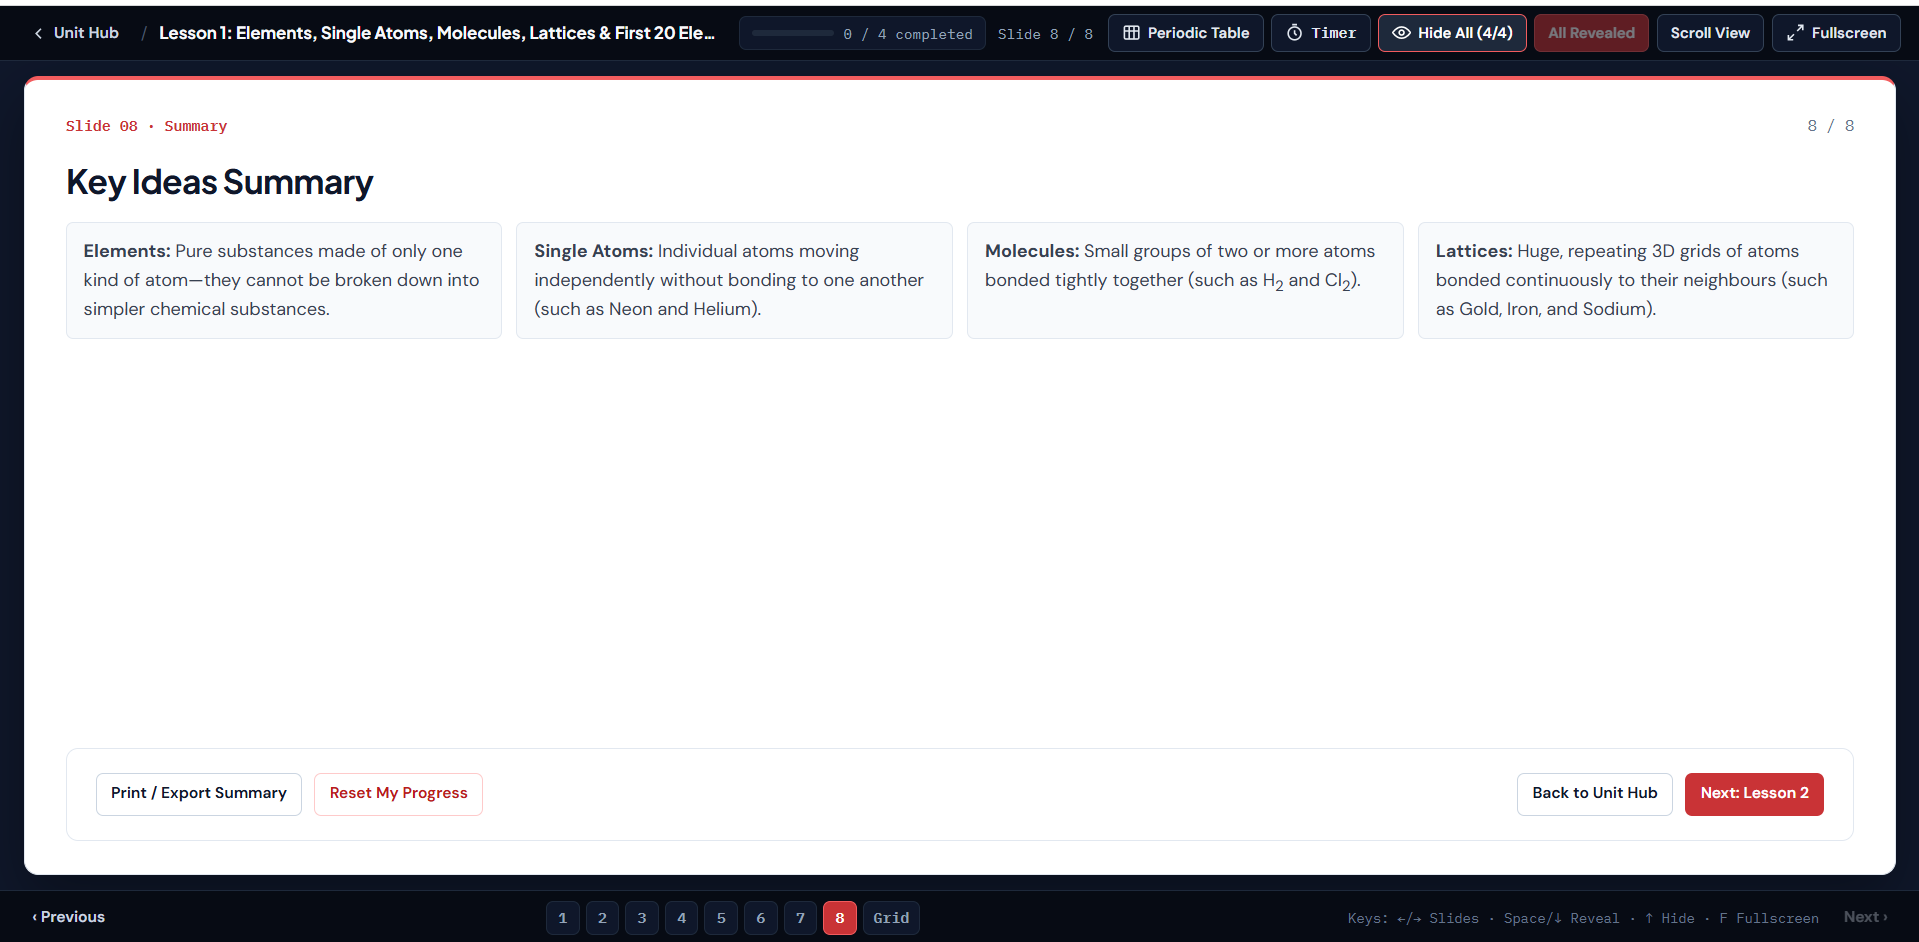 Unit Hub / Lesson 1: Elements, Single Atoms, Molecules, Lattices & First 20 Ele... 0 / 4 completed Slide 8 / 8 Periodic Table Timer Hide All (4/4) All Revealed Scroll View Fullscreen
Slide 08 · Summary 8 / 8
Key Ideas Summary
Elements: Pure substances made of only one
kind of atom—they cannot be broken down into
simpler chemical substances.
Single Atoms: Individual atoms moving
independently without bonding to one another
(such as Neon and Helium).
Molecules: Small groups of two or more atoms
bonded tightly together (such as H₂ and Cl₂).
Lattices: Huge, repeating 3D grids of atoms
bonded continuously to their neighbours (such
as Gold, Iron, and Sodium).
Print / Export Summary Reset My Progress Back to Unit Hub Next: Lesson 2
‹ Previous 1 2 3 4 5 6 7 8 Grid Keys: ←/→ Slides · Space/↓ Reveal · ↑ Hide · F Fullscreen Next ›